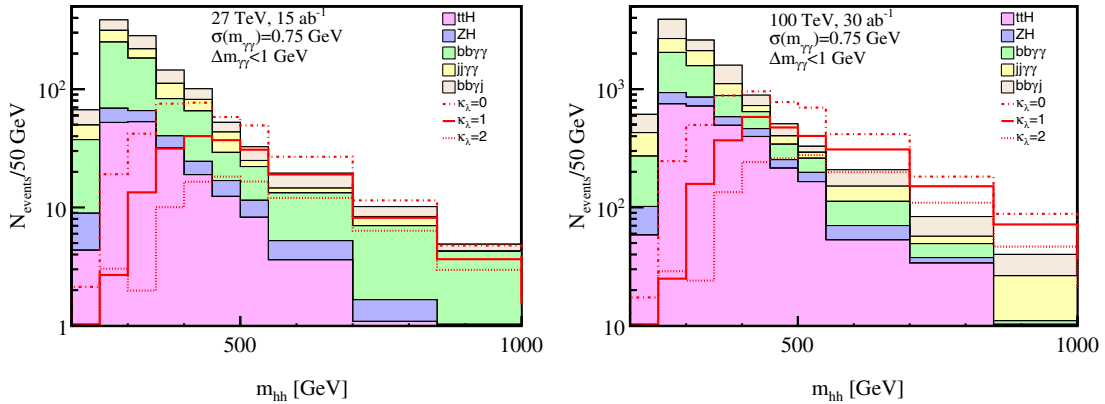 27 TeV, 15 ab⁻¹
σ(m_γγ)=0.75 GeV
Δm_γγ<1 GeV
ttH
ZH
bbγγ
jjγγ
bbγj
κ_λ=0
κ_λ=1
κ_λ=2
N_events/50 GeV
10²
10
1
500
1000
m_hh [GeV]
100 TeV, 30 ab⁻¹
σ(m_γγ)=0.75 GeV
Δm_γγ<1 GeV
ttH
ZH
bbγγ
jjγγ
bbγj
κ_λ=0
κ_λ=1
κ_λ=2
N_events/50 GeV
10³
10²
10
500
1000
m_hh [GeV]